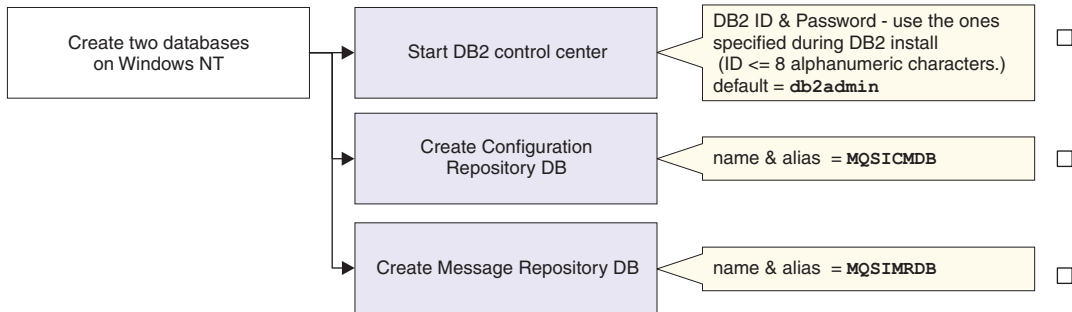 Create two databases
on Windows NT
Start DB2 control center
DB2 ID & Password - use the ones
specified during DB2 install
(ID <= 8 alphanumeric characters.)
default = db2admin
Create Configuration
Repository DB
name & alias = MQSICMDB
Create Message Repository DB
name & alias = MQSIMRDB